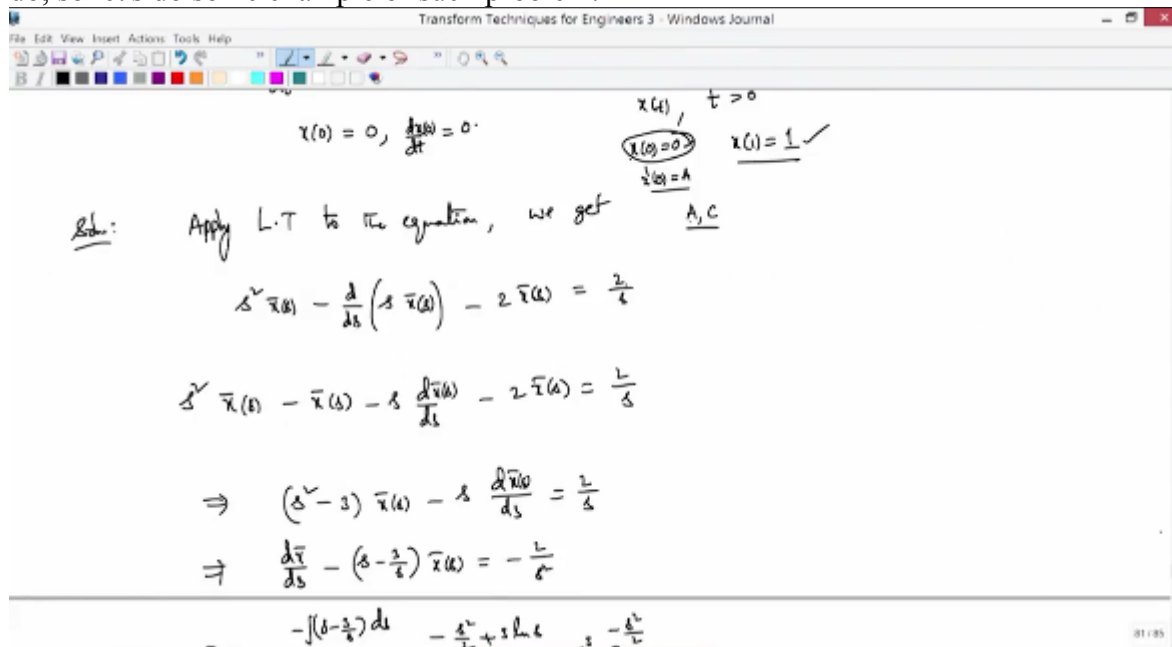 Transform Techniques for Engineers 3 - Windows Journal
File Edit View Insert Actions Tools Help
B I
x(t), t > 0
x(0) = 0, dx(0)/dt = 0.
x(0)=0 x(1) = 1 ✓
x'(0) = A
A, C
Soln: Apply L.T to the equation, we get
s² x̄(s) - d/ds (s x̄(s)) - 2 x̄(s) = 2/s
s² x̄(s) - x̄(s) - s dx̄(s)/ds - 2 x̄(s) = 2/s
⇒ (s² - 3) x̄(s) - s dx̄(s)/ds = 2/s
⇒ dx̄/ds - (s - 3/s) x̄(s) = - 2/s²
-∫(s - 3/s) ds
81 / 85